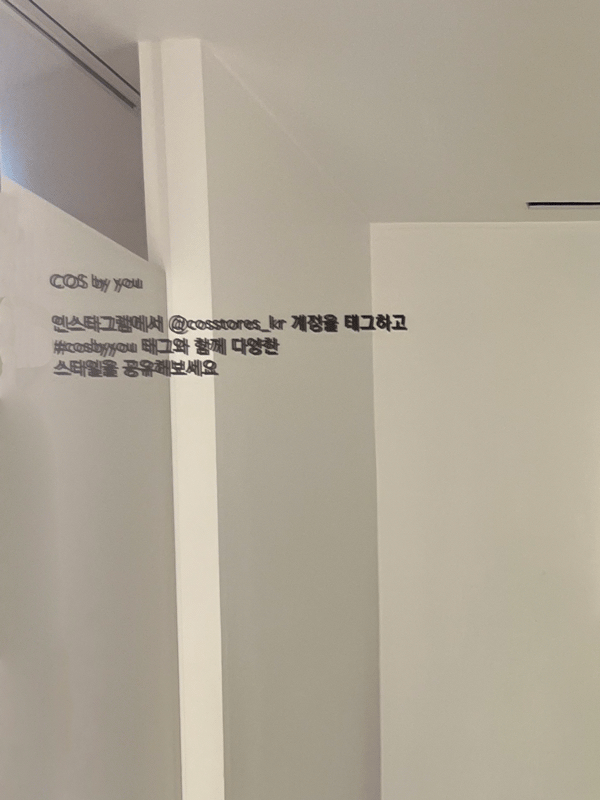 COS by you
인스타그램에서 @cosstores_kr 계정을 태그하고
#cosbyyou 태그와 함께 다양한
스타일을 공유해보세요